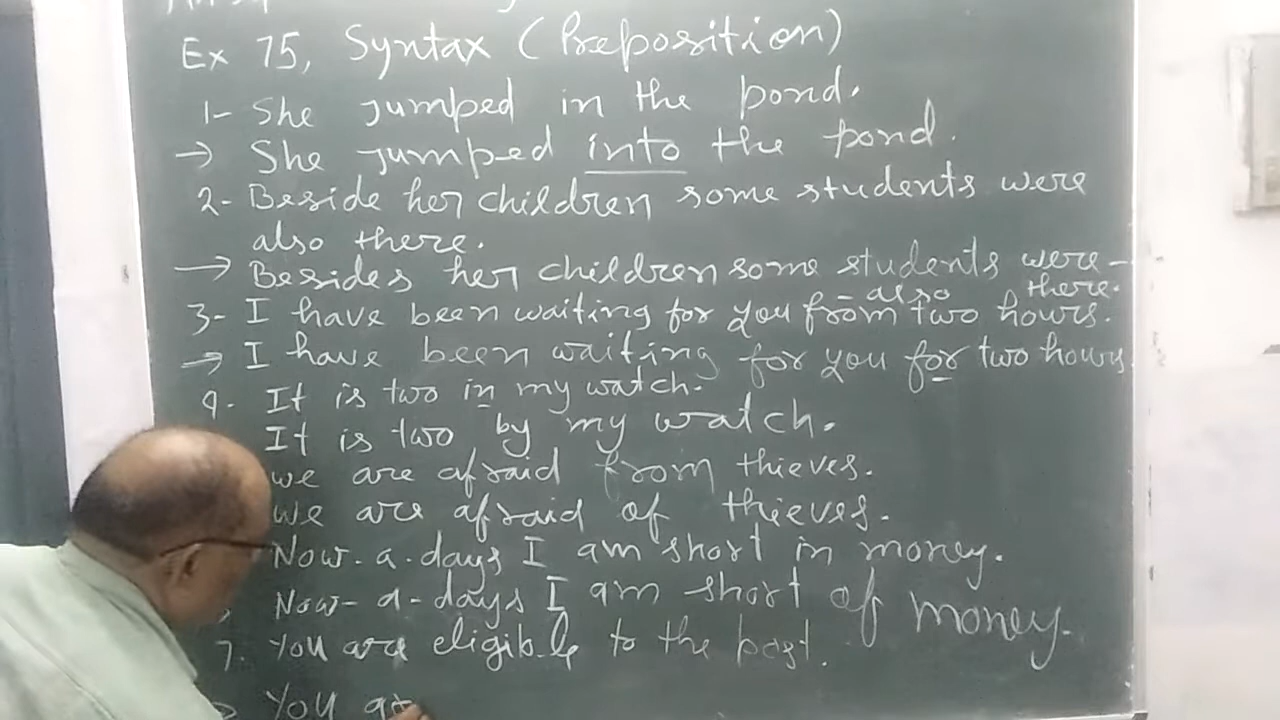 Ex 75, Syntax (Preposition)
1- She jumped in the pond.
→ She jumped into the pond.
2- Beside her children some students were
also there.
→ Besides her children some students were -
- also there.
3- I have been waiting for you from two hours.
→ I have been waiting for you for two hours.
4- It is two in my watch.
It is two by my watch.
we are afraid from thieves.
We are afraid of thieves.
Now-a-days I am short in money.
Now-a-days I am short of money.
7. You are eligible to the post.
You ar